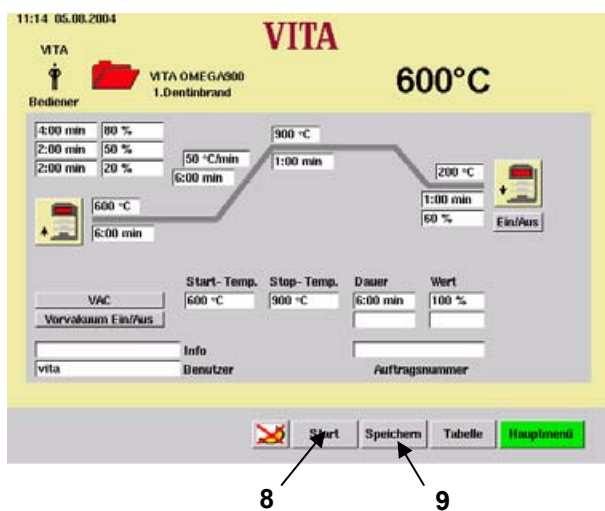 11:14 05.08.2004
VITA
VITA
Bediener
VITA OMEGA900
1.Dentinbrand
600°C
4:00 min 80 %
2:00 min 50 %
2:00 min 20 %
50 °C/min
6:00 min
900 °C
1:00 min
200 °C
1:00 min
60 %
Ein/Aus
600 °C
6:00 min
Start-Temp. Stop-Temp. Dauer Wert
VAC 600 °C 900 °C 6:00 min 100 %
Vorvakuum Ein/Aus
Info
vita Benutzer Auftragsnummer
Start Speichern Tabelle Hauptmenü
8 9